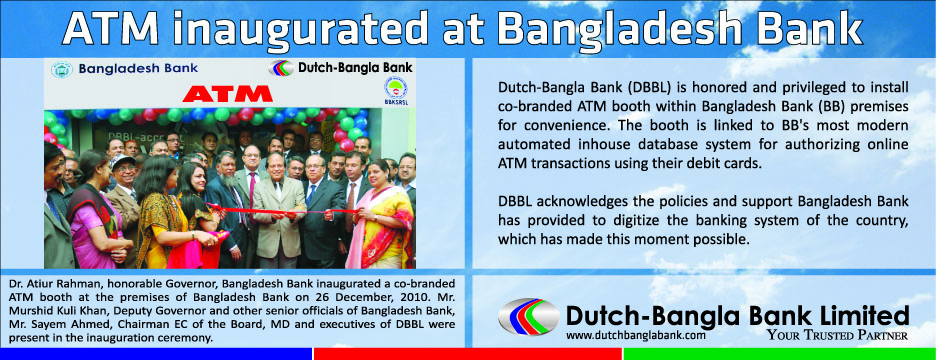 ATM inaugurated at Bangladesh Bank
Bangladesh Bank
Dutch-Bangla Bank
ATM
BBKSRSL
DBBL-acc
Dutch-Bangla Bank (DBBL) is honored and privileged to install
co-branded ATM booth within Bangladesh Bank (BB) premises
for convenience. The booth is linked to BB's most modern
automated inhouse database system for authorizing online
ATM transactions using their debit cards.
DBBL acknowledges the policies and support Bangladesh Bank
has provided to digitize the banking system of the country,
which has made this moment possible.
Dr. Atiur Rahman, honorable Governor, Bangladesh Bank inaugurated a co-branded
ATM booth at the premises of Bangladesh Bank on 26 December, 2010. Mr.
Murshid Kuli Khan, Deputy Governor and other senior officials of Bangladesh Bank,
Mr. Sayem Ahmed, Chairman EC of the Board, MD and executives of DBBL were
present in the inauguration ceremony.
Dutch-Bangla Bank Limited
www.dutchbanglabank.com YOUR TRUSTED PARTNER